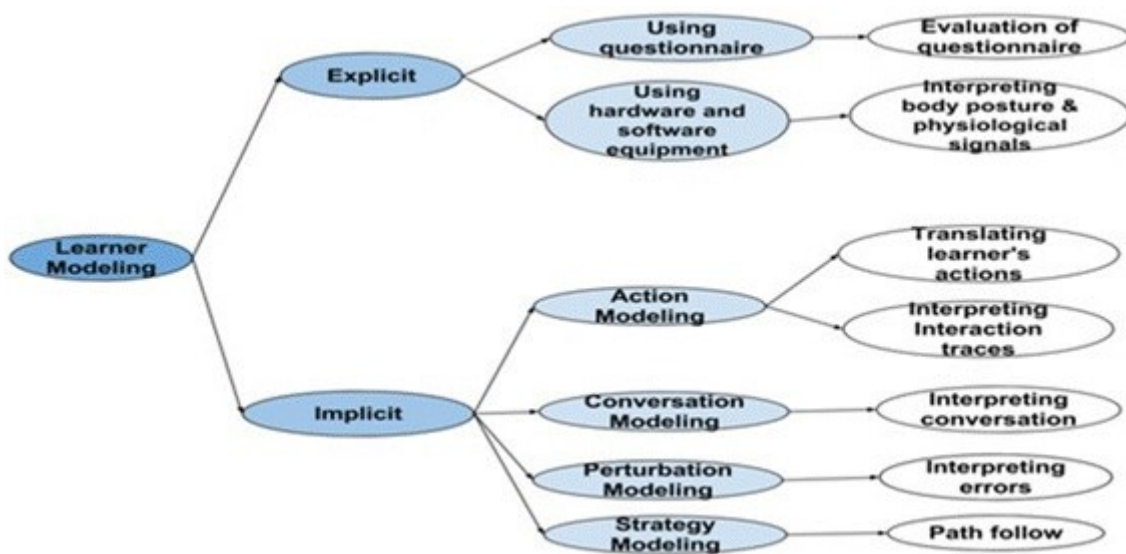 Learner
Modeling
Explicit
Using
questionnaire
Evaluation of
questionnaire
Using
hardware and
software
equipment
Interpreting
body posture &
physiological
signals
Implicit
Action
Modeling
Translating
learner's
actions
Interpreting
Interaction
traces
Conversation
Modeling
Interpreting
conversation
Perturbation
Modeling
Interpreting
errors
Strategy
Modeling
Path follow